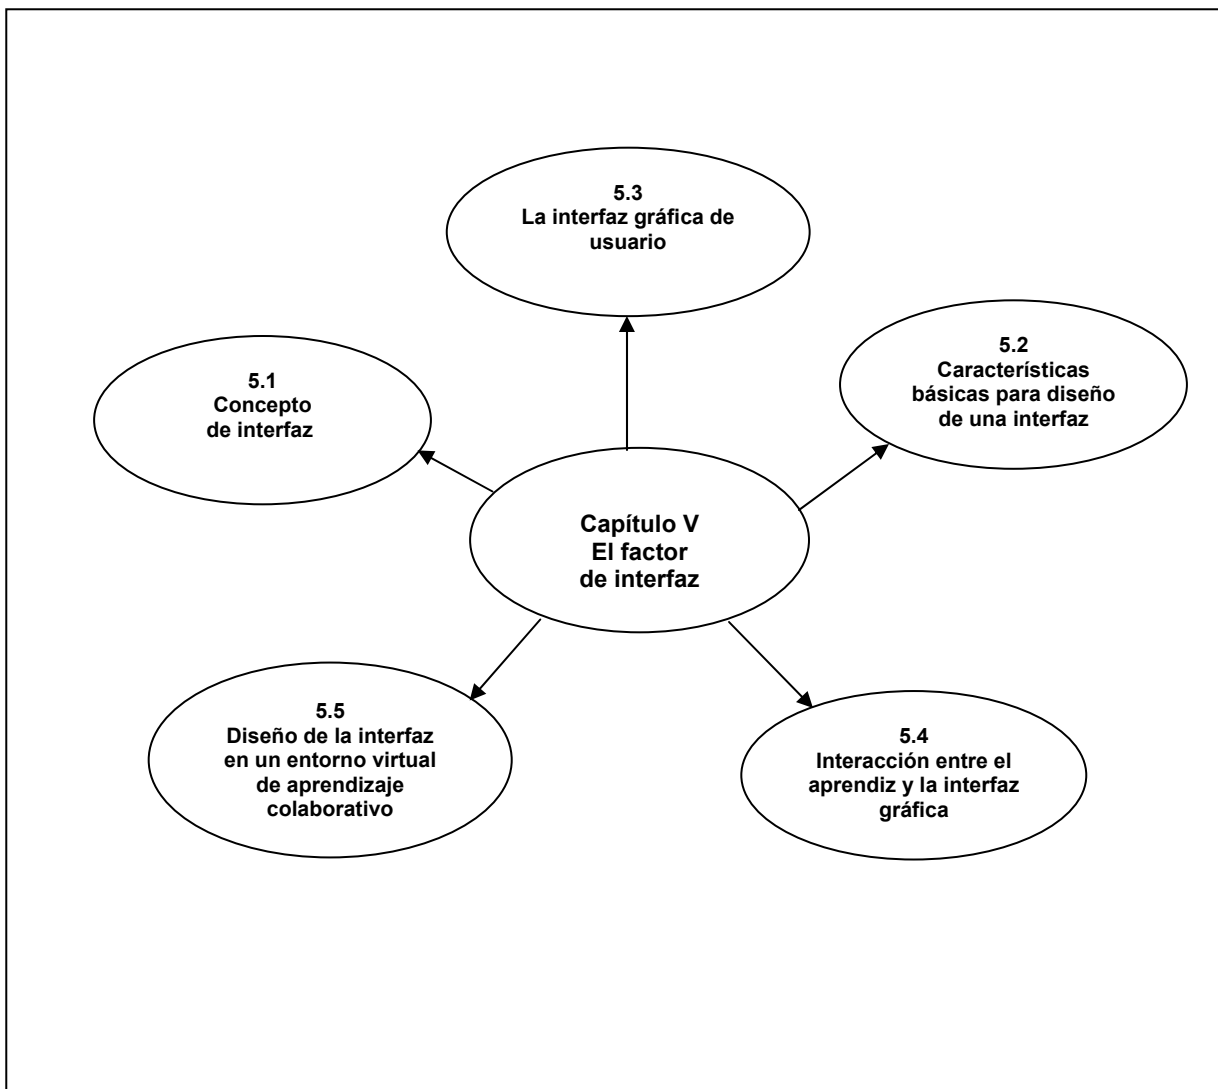 5.3
La interfaz gráfica de
usuario
5.2
Características
básicas para diseño
de una interfaz
5.1
Concepto
de interfaz
Capítulo V
El factor
de interfaz
5.5
Diseño de la interfaz
en un entorno virtual
de aprendizaje
colaborativo
5.4
Interacción entre el
aprendiz y la interfaz
gráfica